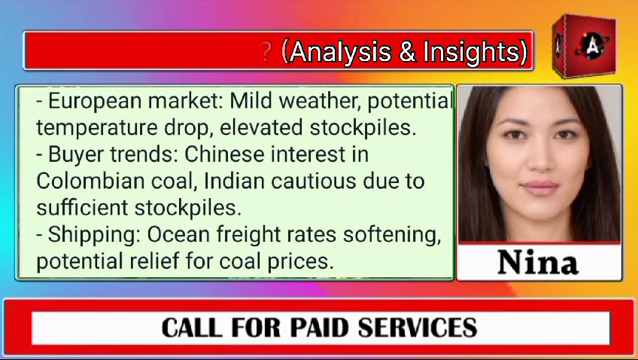 ? (Analysis & Insights)
A
- European market: Mild weather, potential
temperature drop, elevated stockpiles.
- Buyer trends: Chinese interest in
Colombian coal, Indian cautious due to
sufficient stockpiles.
- Shipping: Ocean freight rates softening,
potential relief for coal prices.
Nina
CALL FOR PAID SERVICES